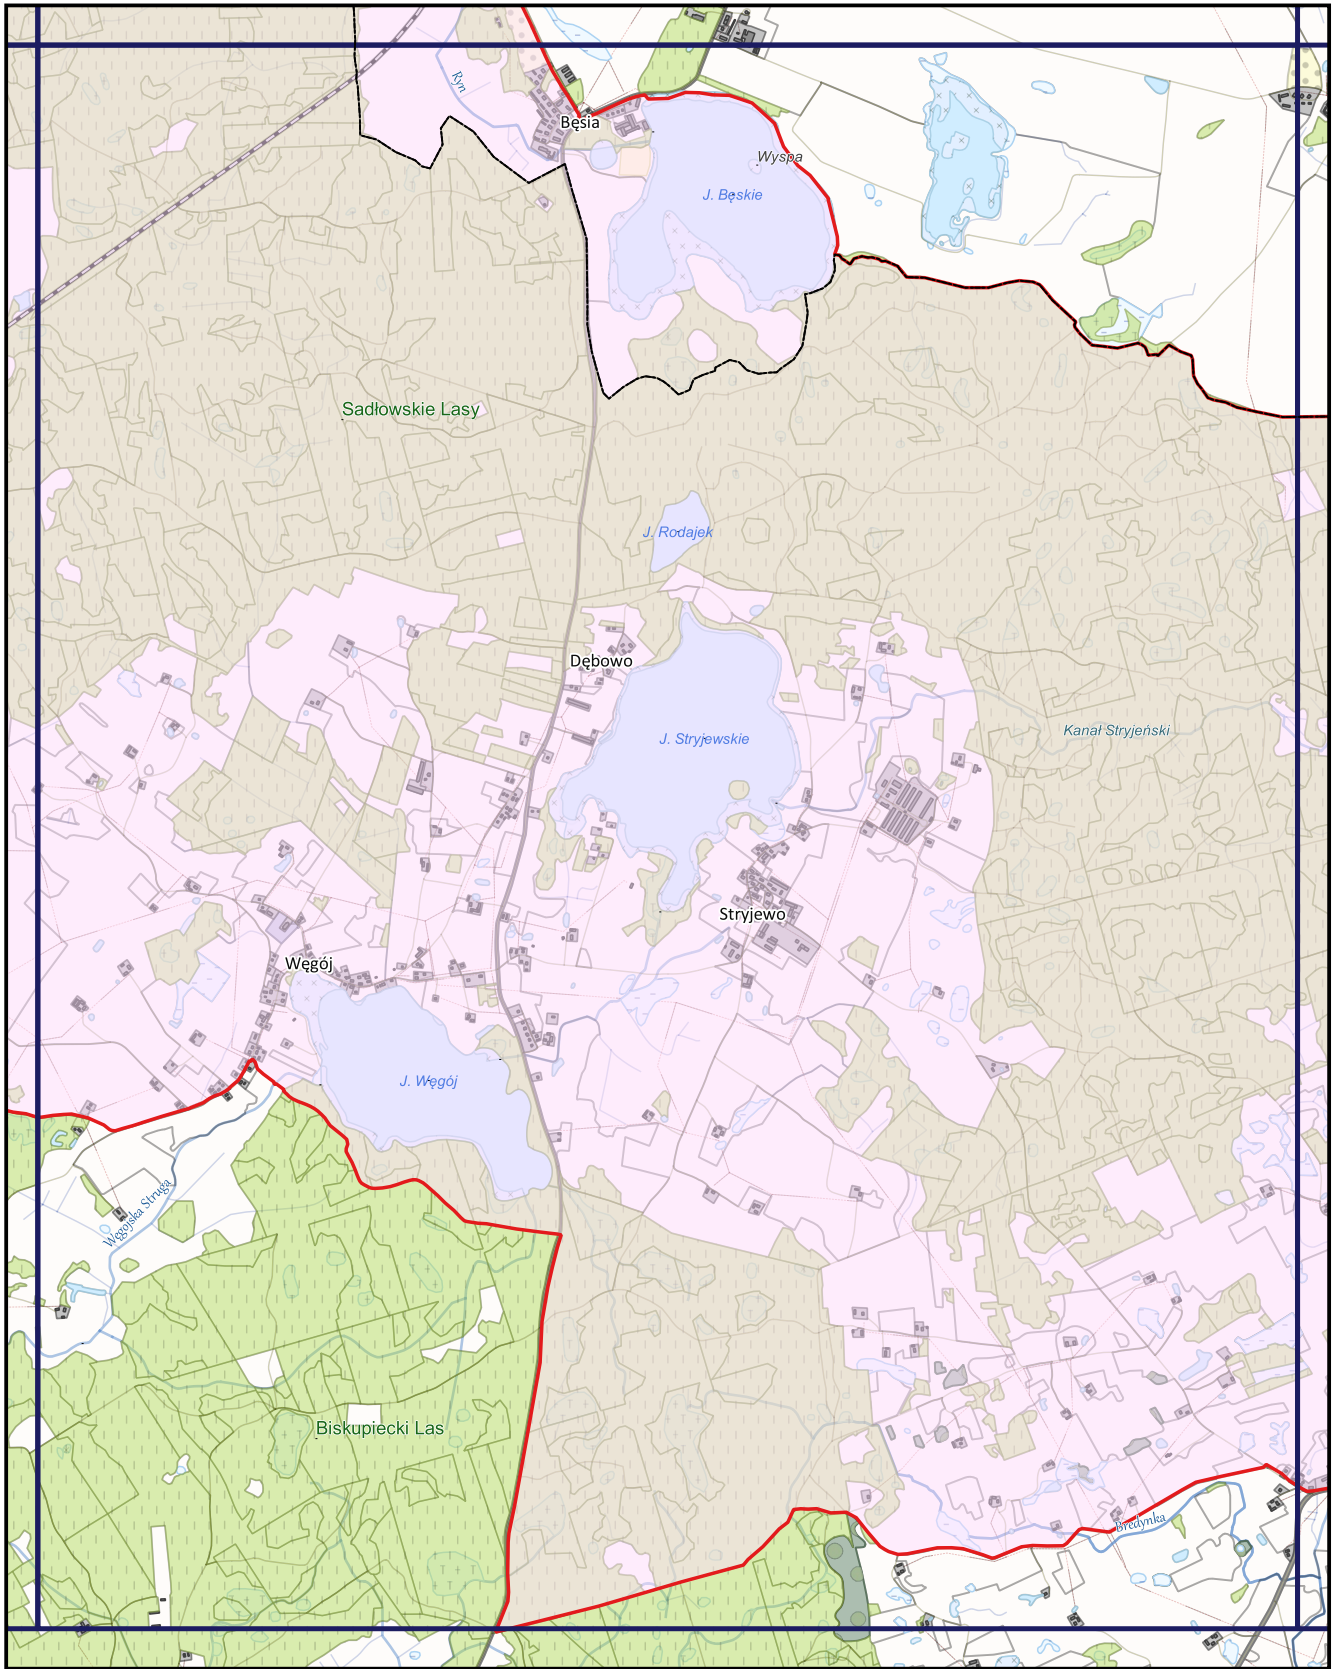 Ryn
Bęsia
Wyspa
J. Bęskie
Sadłowskie Lasy
J. Rodajek
Dębowo
Kanał Stryjeński
J. Stryjewskie
Stryjewo
Węgój
J. Węgój
Węgojska Struga
Biskupiecki Las
Bredynka